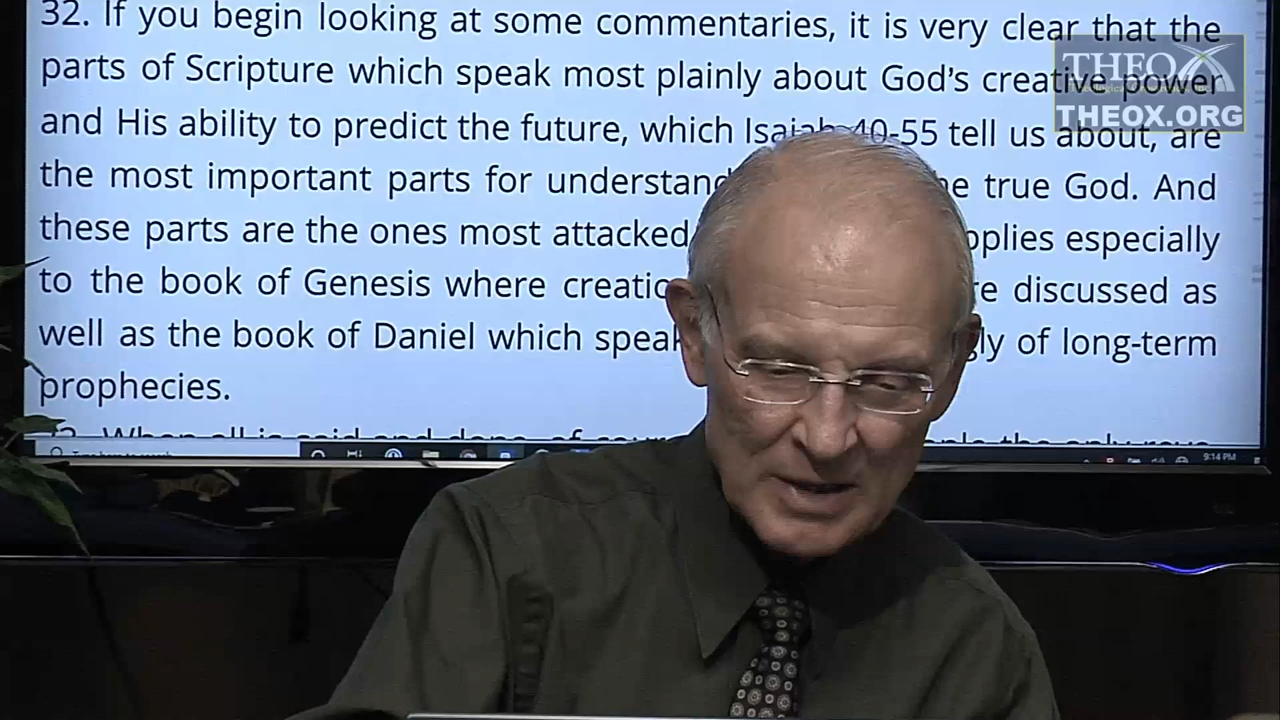 32. If you begin looking at some commentaries, it is very clear that the
parts of Scripture which speak most plainly about God's creative power
and His ability to predict the future, which Isaiah 40-55 tell us about, are
the most important parts for understand he true God. And
these parts are the ones most attacked pplies especially
to the book of Genesis where creatio re discussed as
well as the book of Daniel which speak gly of long-term
prophecies.
THEOX
THEOX.ORG
9:14 PM